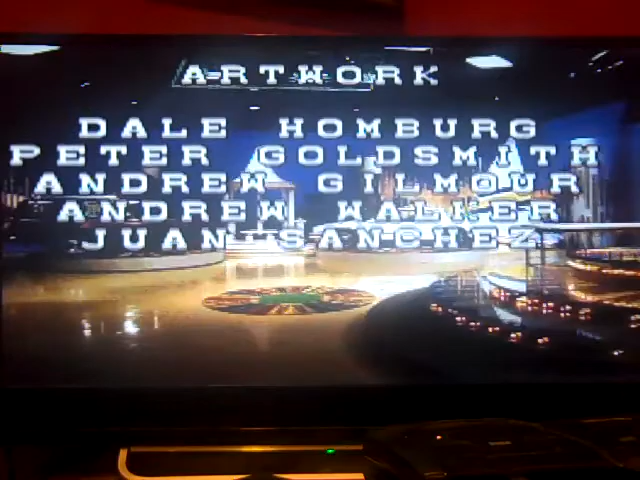 ARTWORK
DALE HOMBURG
PETER GOLDSMITH
ANDREW GILMOUR
ANDREW WALKER
JUAN SANCHEZ